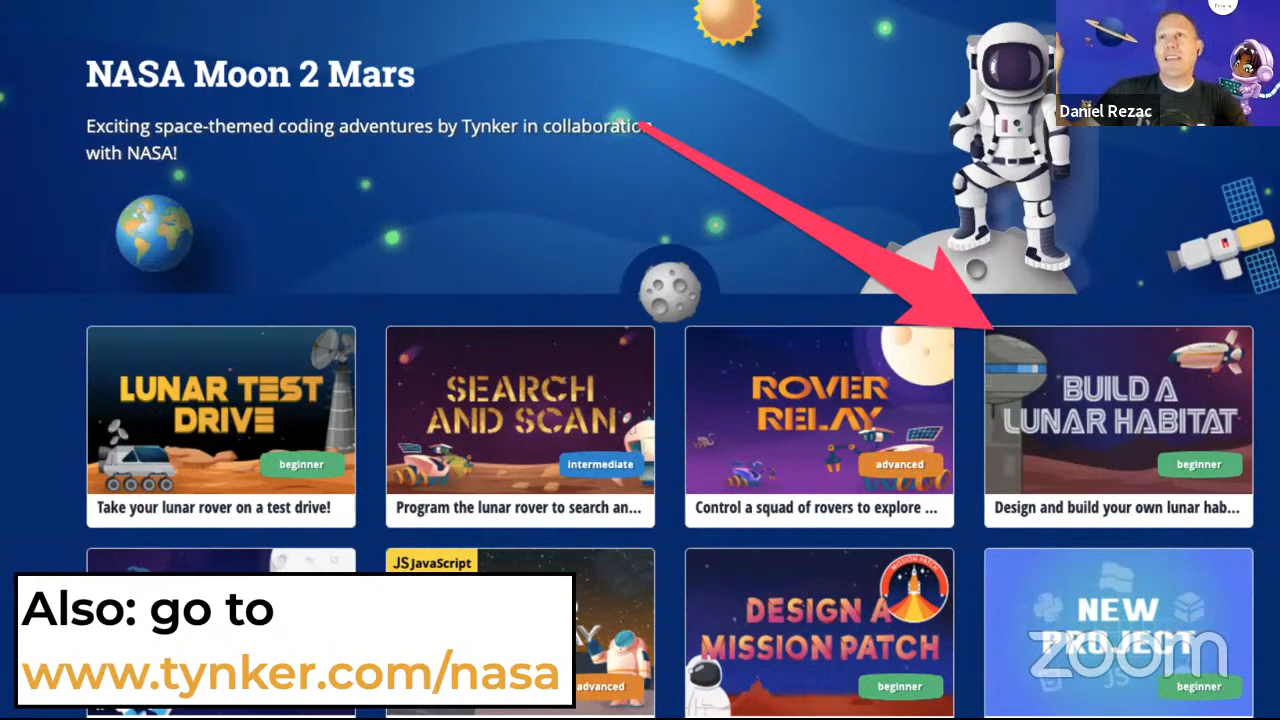 NASA Moon 2 Mars
Exciting space-themed coding adventures by Tynker in collaboration
with NASA!
Daniel Rezac
LUNAR TEST
DRIVE
beginner
Take your lunar rover on a test drive!
SEARCH
AND SCAN
intermediate
Program the lunar rover to search an...
ROVER
RELAY
advanced
Control a squad of rovers to explore ...
BUILD A
LUNAR HABITAT
beginner
Design and build your own lunar hab...
JS JavaScript
advanced
MISSION PATCH
DESIGN A
MISSION PATCH
beginner
NEW
PROJECT
JS
beginner
zoom
Also: go to
www.tynker.com/nasa